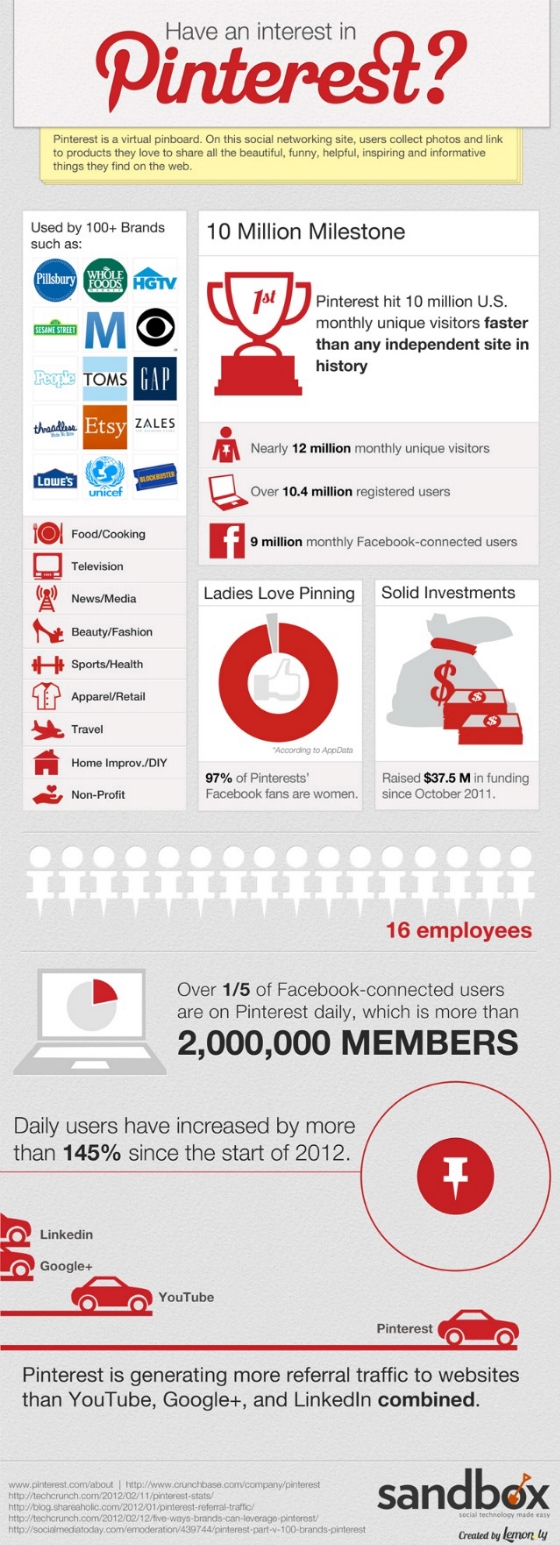 Have an interest in
Pinterest?
Pinterest is a virtual pinboard. On this social networking site, users collect photos and link
to products they love to share all the beautiful, funny, helpful, inspiring and informative
things they find on the web.
Used by 100+ Brands
such as:
Pillsbury
WHOLE
FOODS
MARKET
HGTV
SESAME STREET
M
People
TOMS
GAP
threadless
Etsy
ZALES
LOWE'S
unicef
BLOCKBUSTER
Food/Cooking
Television
News/Media
Beauty/Fashion
Sports/Health
Apparel/Retail
Travel
Home Improv./DIY
Non-Profit
10 Million Milestone
1st
Pinterest hit 10 million U.S.
monthly unique visitors faster
than any independent site in
history
Nearly 12 million monthly unique visitors
Over 10.4 million registered users
f
9 million monthly Facebook-connected users
Ladies Love Pinning
*According to AppData
97% of Pinterests'
Facebook fans are women.
Solid Investments
$
$
$
Raised $37.5 M in funding
since October 2011.
16 employees
Over 1/5 of Facebook-connected users
are on Pinterest daily, which is more than
2,000,000 MEMBERS
Daily users have increased by more
than 145% since the start of 2012.
Linkedin
Google+
YouTube
Pinterest
Pinterest is generating more referral traffic to websites
than YouTube, Google+, and LinkedIn combined.
www.pinterest.com/about | http://www.crunchbase.com/company/pinterest
http://techcrunch.com/2012/02/11/pinterest-stats/
http://blog.shareaholic.com/2012/01/pinterest-referral-traffic/
http://techcrunch.com/2012/02/12/five-ways-brands-can-leverage-pinterest/
http://socialmediatoday.com/emoderation/439744/pinterest-part-v-100-brands-pinterest
sandbox
social technology made easy
Created by Lemon.ly